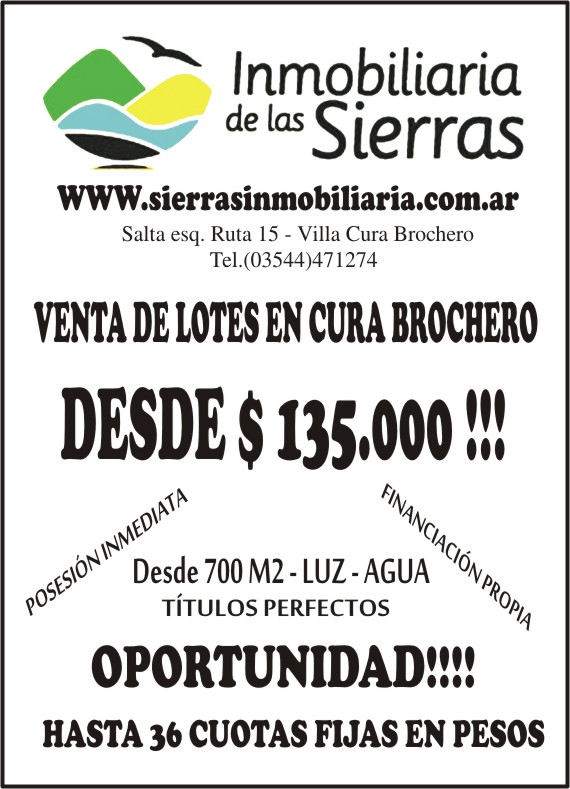 Inmobiliaria
de las Sierras
WWW.sierrasinmobiliaria.com.ar
Salta esq. Ruta 15 - Villa Cura Brochero
Tel.(03544)471274
VENTA DE LOTES EN CURA BROCHERO
DESDE $ 135.000 !!!
POSESIÓN INMEDIATA
FINANCIACIÓN PROPIA
Desde 700 M2 - LUZ - AGUA
TÍTULOS PERFECTOS
OPORTUNIDAD!!!!
HASTA 36 CUOTAS FIJAS EN PESOS